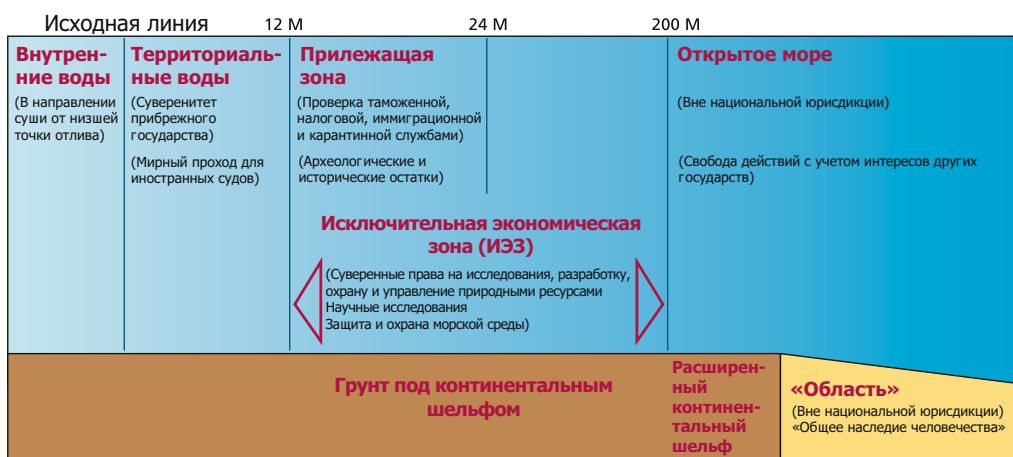 Исходная линия 12 М 24 М 200 М
Внутрен-
ние воды
(В направлении
суши от низшей
точки отлива)
Территориаль-
ные воды
(Суверенитет
прибрежного
государства)
(Мирный проход для
иностранных судов)
Прилежащая
зона
(Проверка таможенной,
налоговой, иммиграционной
и карантинной службами)
(Археологические и
исторические остатки)
Открытое море
(Вне национальной юрисдикции)
(Свобода действий с учетом интересов других
государств)
Исключительная экономическая
зона (ИЭЗ)
(Суверенные права на исследования, разработку,
охрану и управление природными ресурсами
Научные исследования
Защита и охрана морской среды)
Грунт под континентальным
шельфом
Расширен-
ный
континен-
тальный
шельф
«Область»
(Вне национальной юрисдикции)
«Общее наследие человечества»